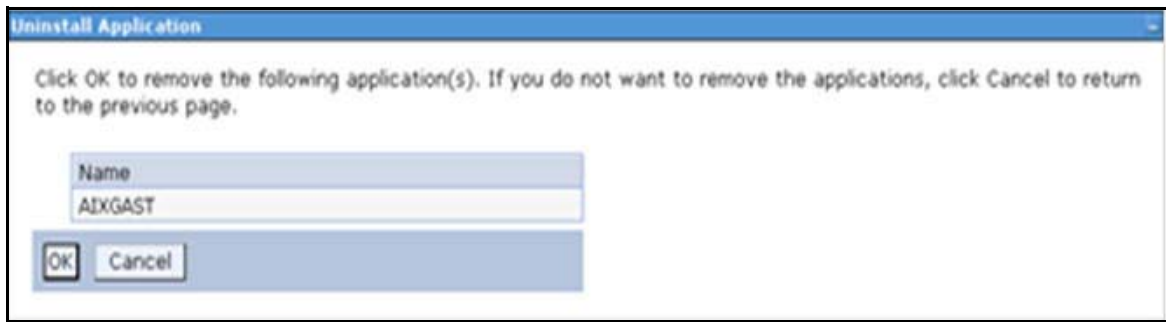 Uninstall Application
Click OK to remove the following application(s). If you do not want to remove the applications, click Cancel to return
to the previous page.
Name
AIXGAST
OK Cancel